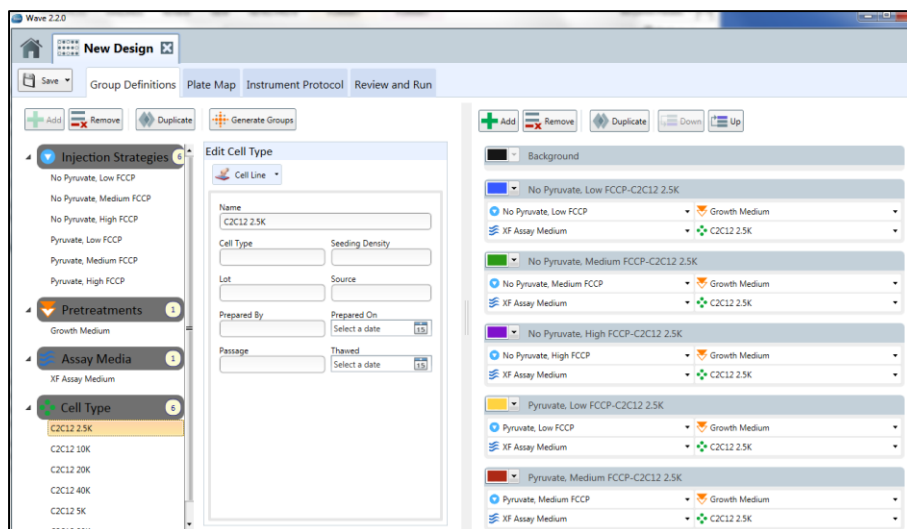 Wave 2.2.0
New Design
Save
Group Definitions
Plate Map
Instrument Protocol
Review and Run
Add
Remove
Duplicate
Generate Groups
Injection Strategies 6
No Pyruvate, Low FCCP
No Pyruvate, Medium FCCP
No Pyruvate, High FCCP
Pyruvate, Low FCCP
Pyruvate, Medium FCCP
Pyruvate, High FCCP
Pretreatments 1
Growth Medium
Assay Media 1
XF Assay Medium
Cell Type 6
C2C12 2.5K
C2C12 10K
C2C12 20K
C2C12 40K
C2C12 5K
Edit Cell Type
Cell Line
Name
C2C12 2.5K
Cell Type
Seeding Density
Lot
Source
Prepared By
Prepared On
Select a date 15
Passage
Thawed
Select a date 15
Add
Remove
Duplicate
Down
Up
Background
No Pyruvate, Low FCCP-C2C12 2.5K
No Pyruvate, Low FCCP
Growth Medium
XF Assay Medium
C2C12 2.5K
No Pyruvate, Medium FCCP-C2C12 2.5K
No Pyruvate, Medium FCCP
Growth Medium
XF Assay Medium
C2C12 2.5K
No Pyruvate, High FCCP-C2C12 2.5K
No Pyruvate, High FCCP
Growth Medium
XF Assay Medium
C2C12 2.5K
Pyruvate, Low FCCP-C2C12 2.5K
Pyruvate, Low FCCP
Growth Medium
XF Assay Medium
C2C12 2.5K
Pyruvate, Medium FCCP-C2C12 2.5K
Pyruvate, Medium FCCP
Growth Medium
XF Assay Medium
C2C12 2.5K